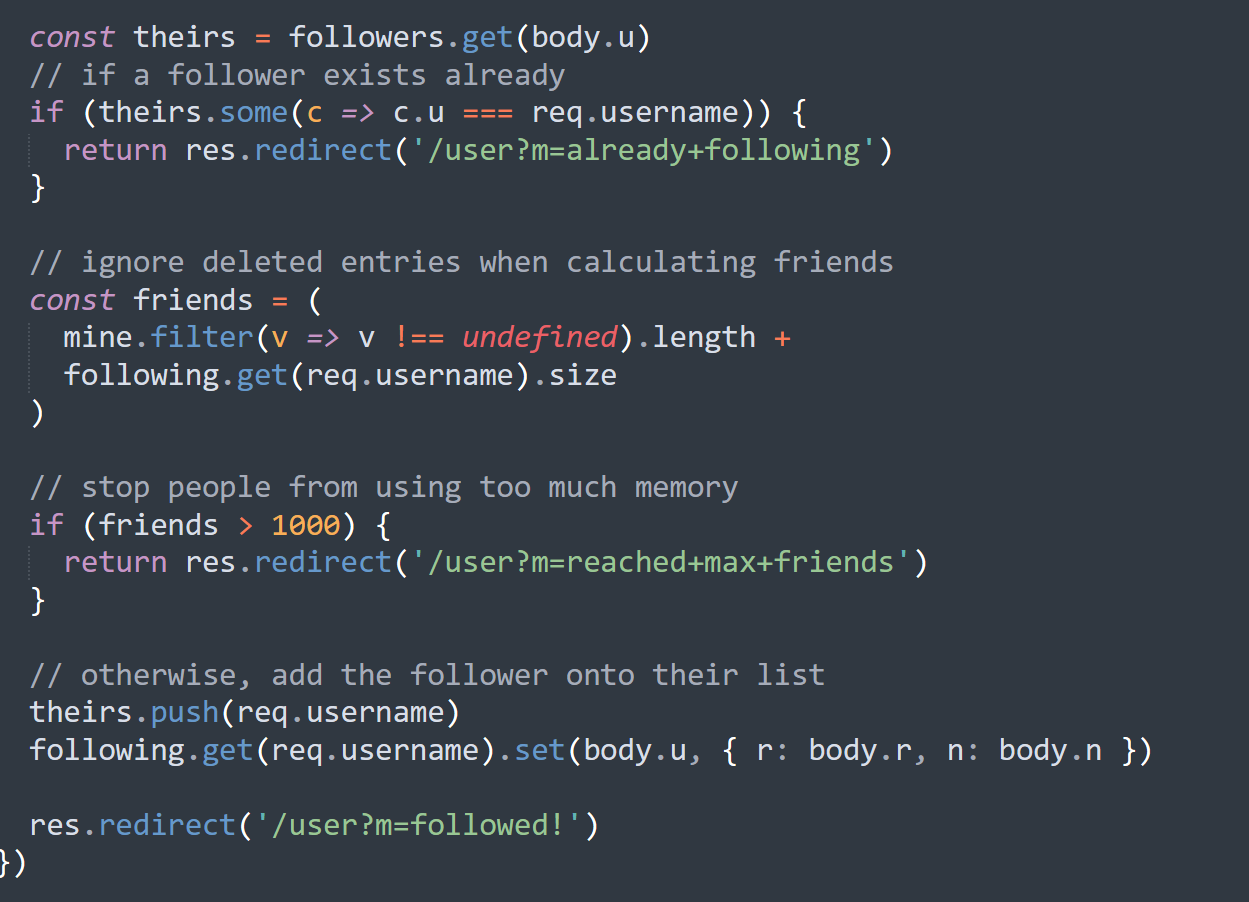 const theirs = followers.get(body.u)
// if a follower exists already
if (theirs.some(c => c.u === req.username)) {
  return res.redirect('/user?m=already+following')
}

// ignore deleted entries when calculating friends
const friends = (
  mine.filter(v => v !== undefined).length +
  following.get(req.username).size
)

// stop people from using too much memory
if (friends > 1000) {
  return res.redirect('/user?m=reached+max+friends')
}

// otherwise, add the follower onto their list
theirs.push(req.username)
following.get(req.username).set(body.u, { r: body.r, n: body.n })

res.redirect('/user?m=followed!')
})